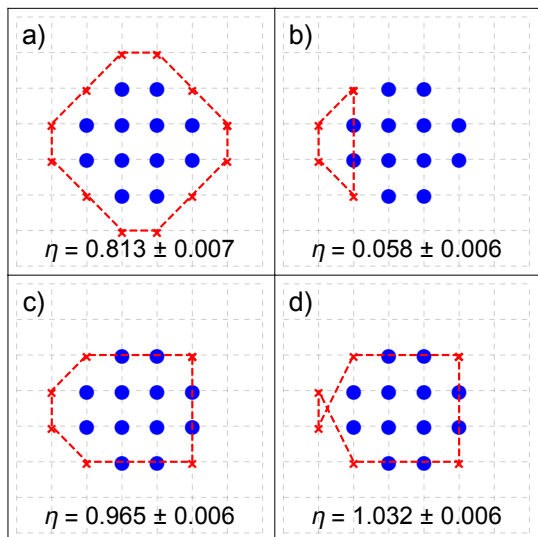 a)
b)
η = 0.813 ± 0.007
η = 0.058 ± 0.006
c)
d)
η = 0.965 ± 0.006
η = 1.032 ± 0.006